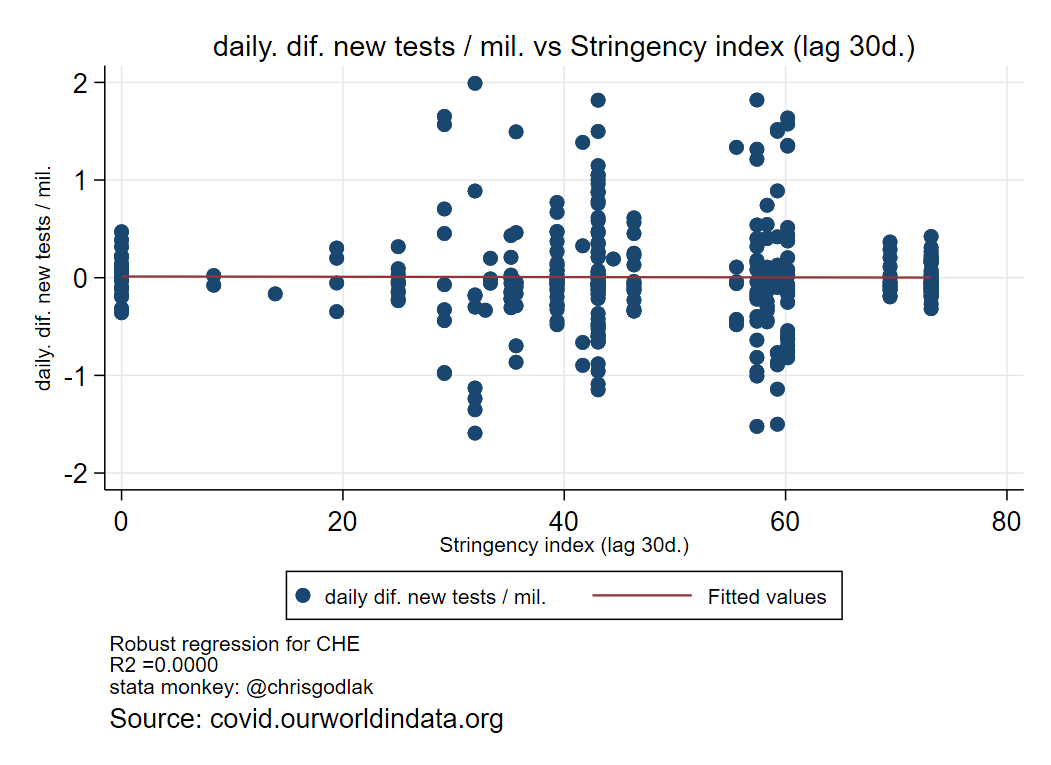 daily. dif. new tests / mil. vs Stringency index (lag 30d.)
daily. dif. new tests / mil.
2
1
0
-1
-2
0 20 40 60 80
Stringency index (lag 30d.)
daily dif. new tests / mil. Fitted values
Robust regression for CHE
R2 =0.0000
stata monkey: @chrisgodlak
Source: covid.ourworldindata.org